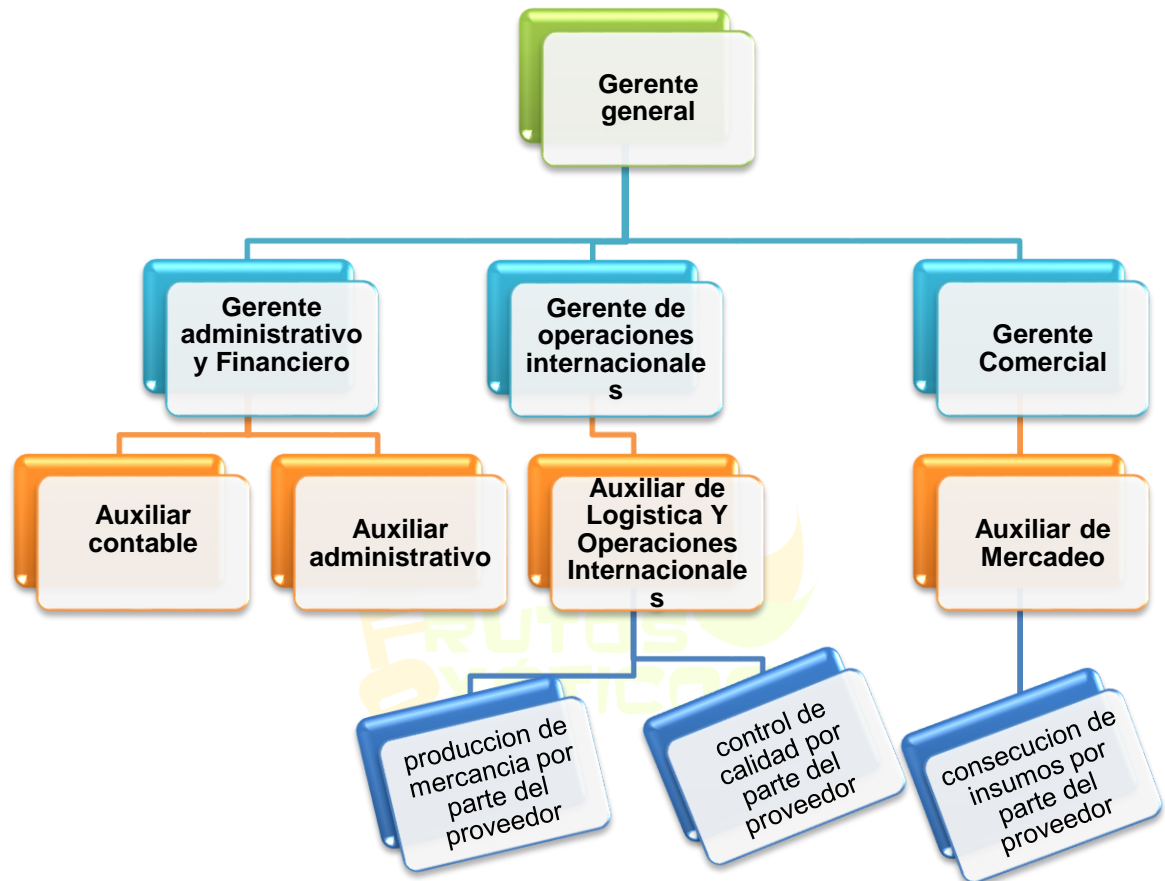 Gerente
general
Gerente
administrativo
y Financiero
Gerente de
operaciones
internacionale
s
Gerente
Comercial
Auxiliar
contable
Auxiliar
administrativo
Auxiliar de
Logistica Y
Operaciones
Internacionale
s
Auxiliar de
Mercadeo
FRUTOS
EXÓTICOS
produccion de
mercancia por
parte del
proveedor
control de
calidad por
parte del
proveedor
consecucion de
insumos por
parte del
proveedor